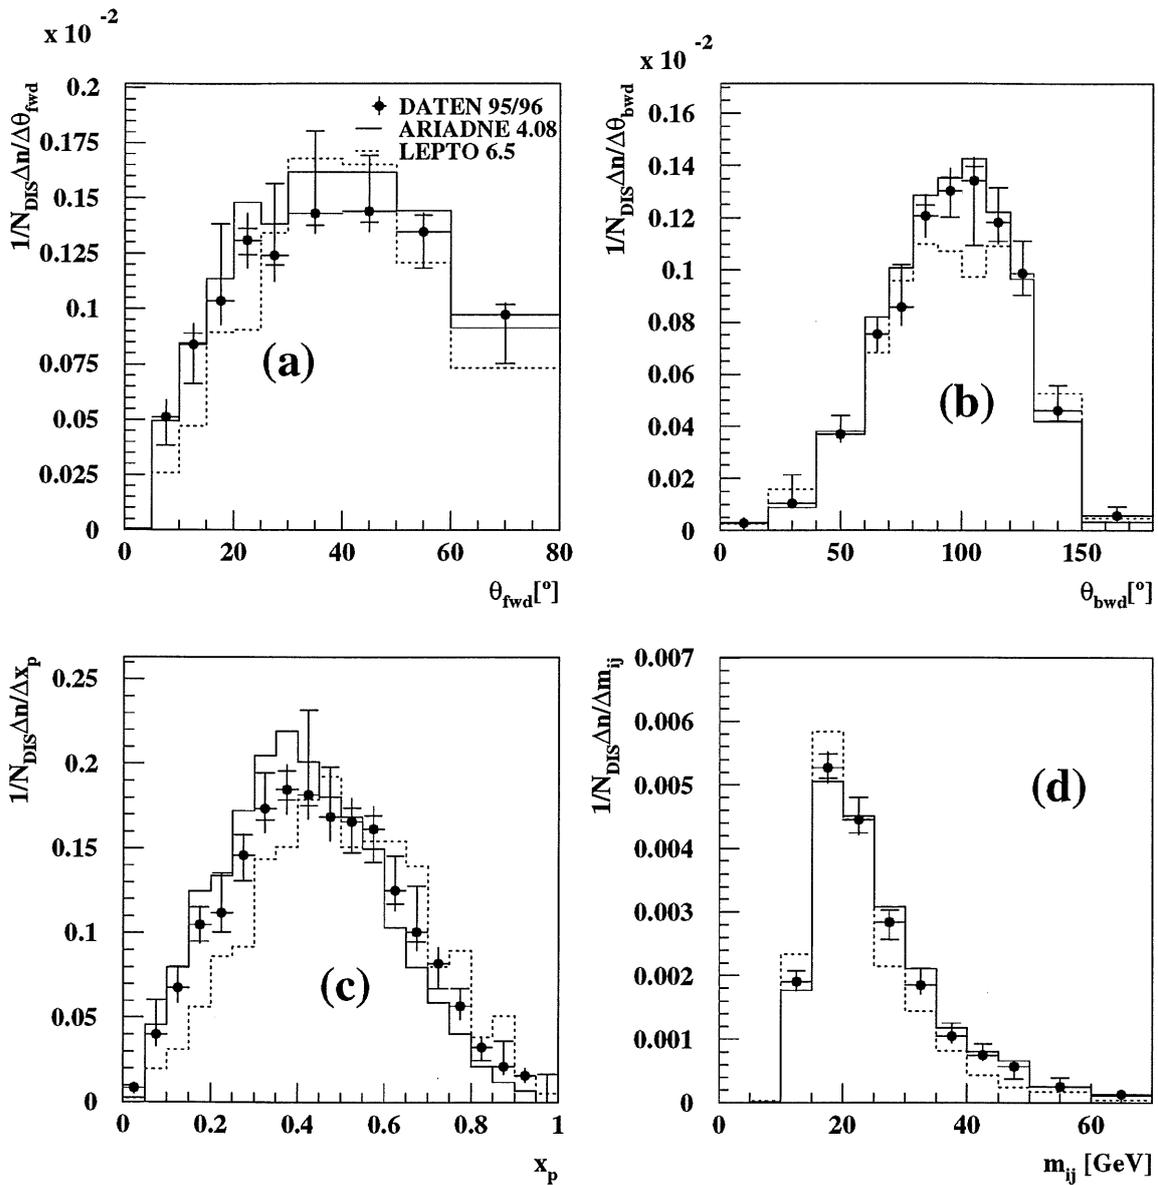 x 10 -2
1/N_DIS Δn/Δθ_fwd
0.2
0.175
0.15
0.125
0.1
0.075
0.05
0.025
0
DATEN 95/96
ARIADNE 4.08
LEPTO 6.5
(a)
0 20 40 60 80
θ_fwd[°]
x 10 -2
1/N_DIS Δn/Δθ_bwd
0.16
0.14
0.12
0.1
0.08
0.06
0.04
0.02
0
(b)
0 50 100 150
θ_bwd[°]
1/N_DIS Δn/Δx_p
0.25
0.2
0.15
0.1
0.05
0
(c)
0 0.2 0.4 0.6 0.8 1
x_p
1/N_DIS Δn/Δm_ij
0.007
0.006
0.005
0.004
0.003
0.002
0.001
0
(d)
0 20 40 60
m_ij [GeV]